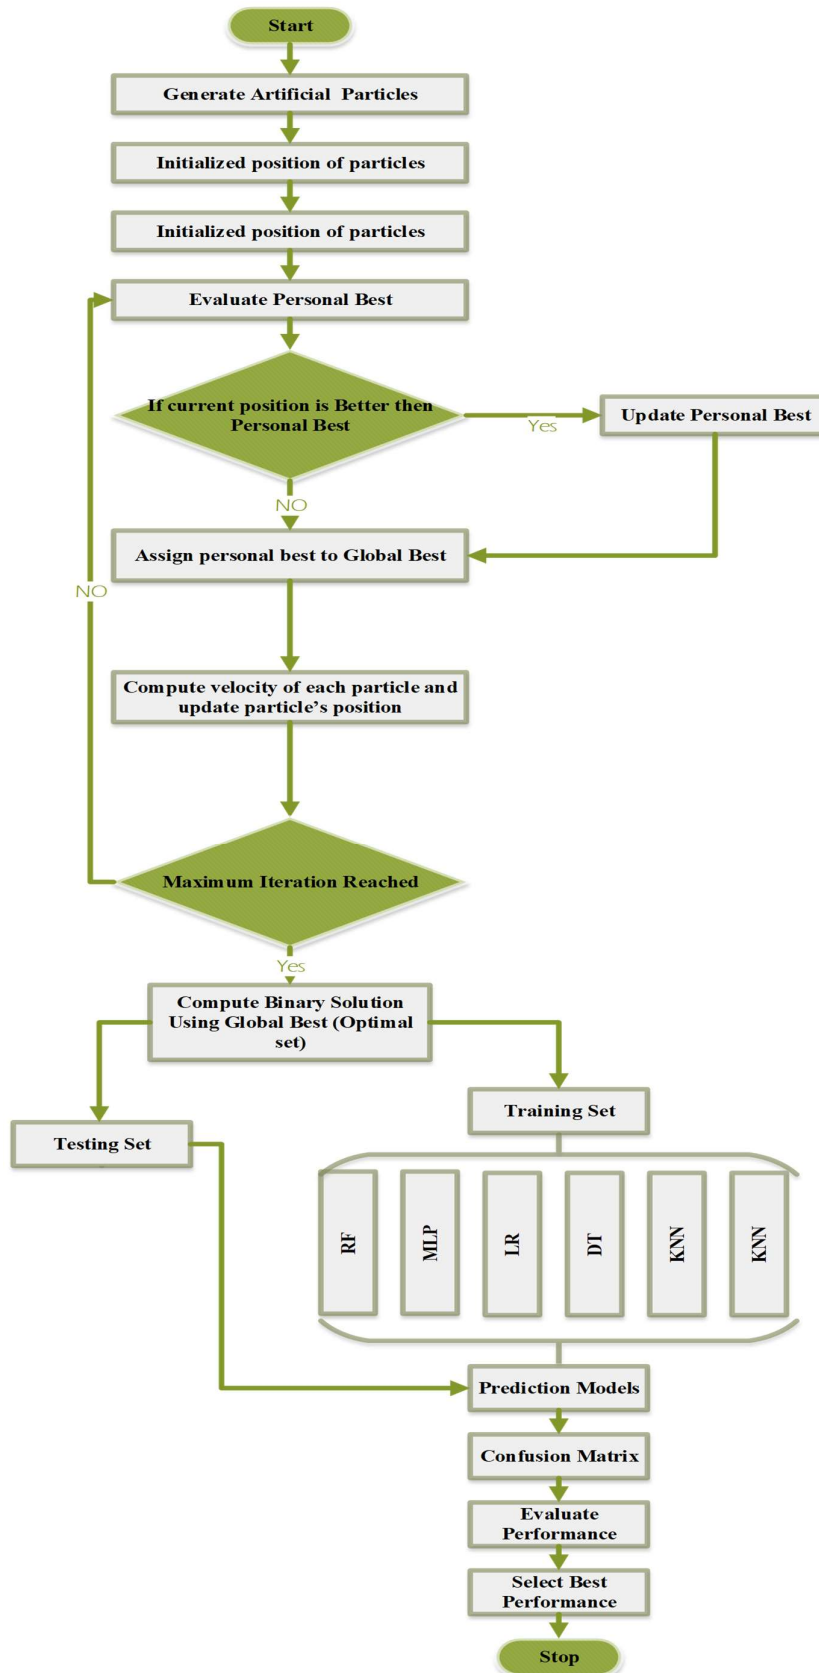 Start
Generate Artificial Particles
Initialized position of particles
Initialized position of particles
Evaluate Personal Best
If current position is Better then
Personal Best
Yes
Update Personal Best
NO
Assign personal best to Global Best
NO
Compute velocity of each particle and
update particle's position
Maximum Itration Reached
Yes
Compute Binary Solution
Using Global Best (Optimal
set)
Training Set
Testing Set
RF
MLP
LR
DT
KNN
KNN
Prediction Models
Confusion Matrix
Evaluate
Performance
Select Best
Performance
Stop